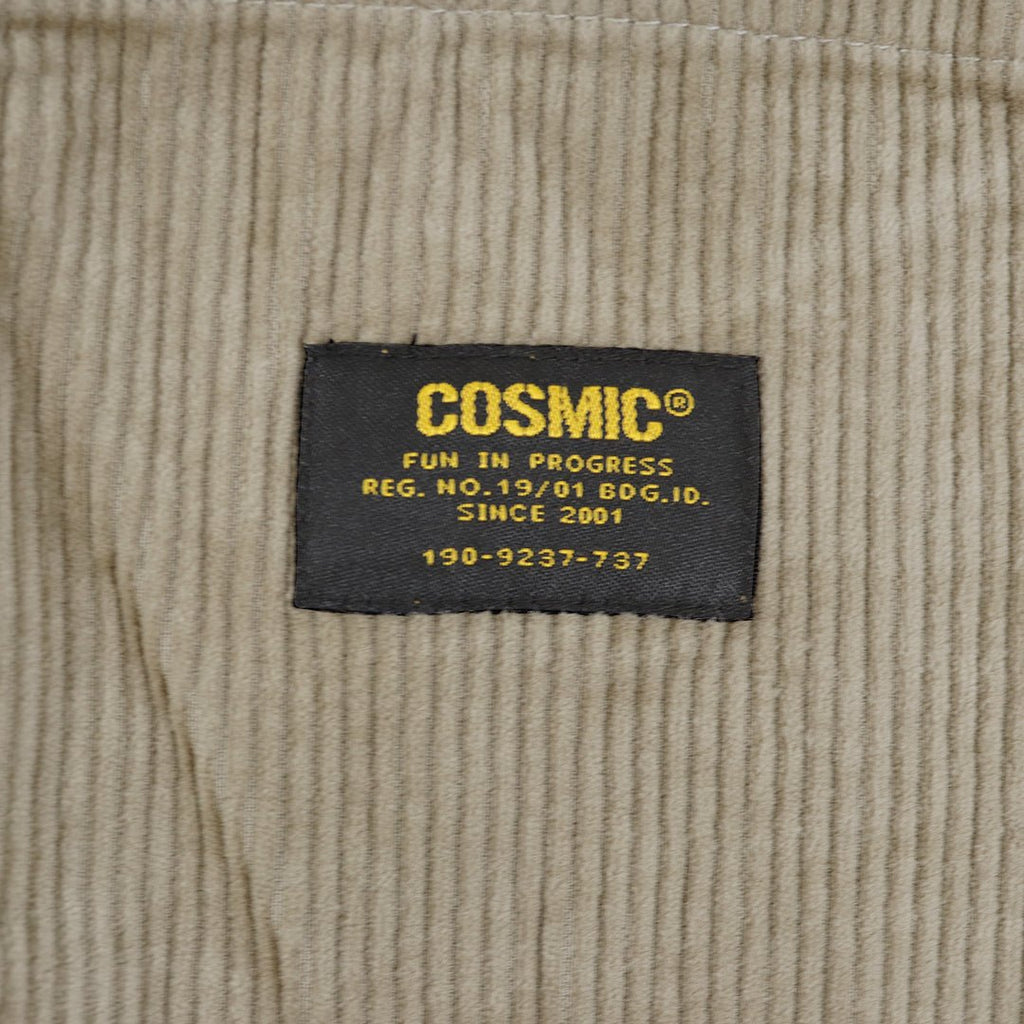 COSMIC®
FUN IN PROGRESS
REG. NO.19/01 BDG.ID.
SINCE 2001
190-9237-737